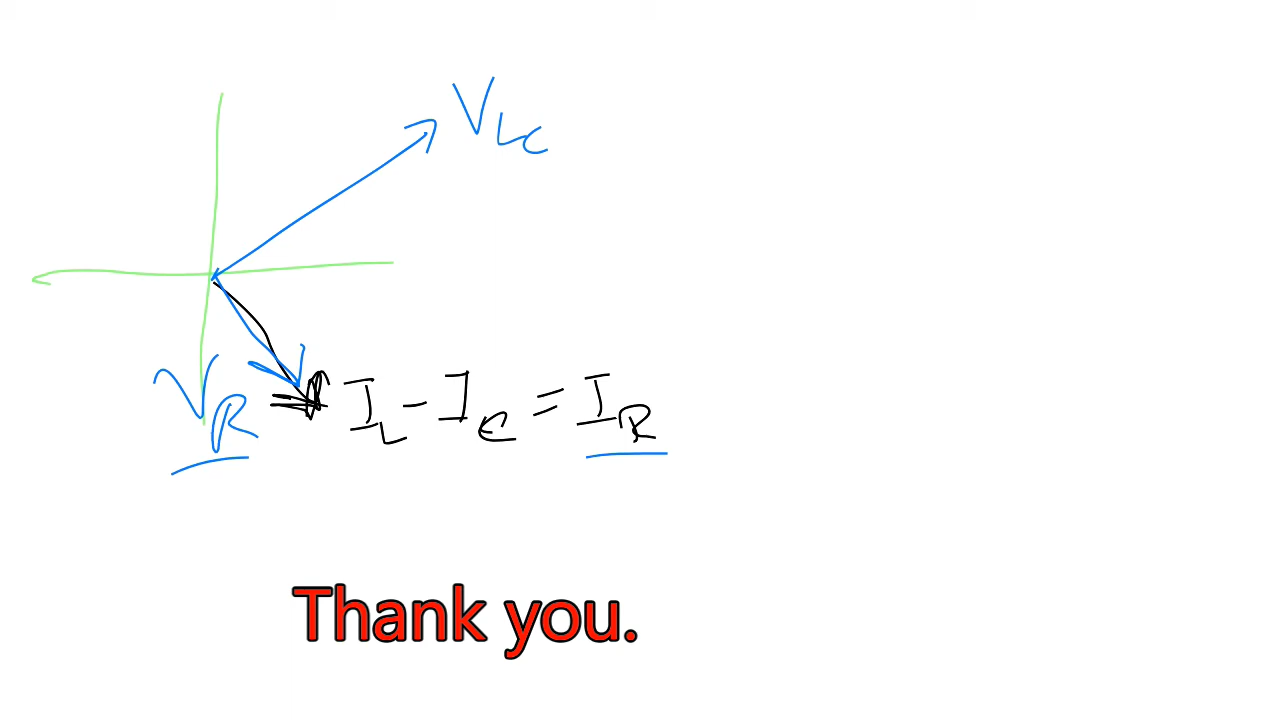 V_LC
V_R I_L - I_C = I_R
Thank you.